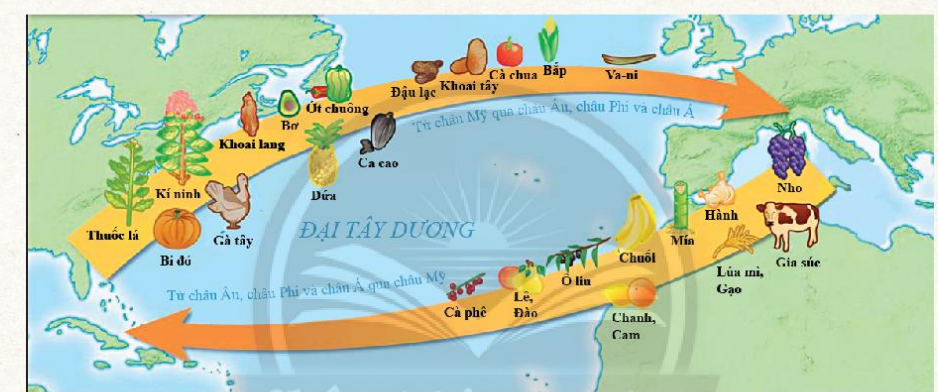 Đậu lạc
Khoai tây
Cà chua
Bắp
Va-ni
Ớt chuông
Bơ
Khoai lang
Từ châu Mỹ qua châu Âu, châu Phi và châu Á
Ca cao
Dứa
Kí ninh
Gà tây
Thuốc lá
Bí đỏ
ĐẠI TÂY DƯƠNG
Nho
Hành
Mía
Chuối
Gia súc
Lúa mì,
Gạo
Ô liu
Lê,
Đào
Cà phê
Chanh,
Cam
Từ châu Âu, châu Phi và châu Á qua châu Mỹ